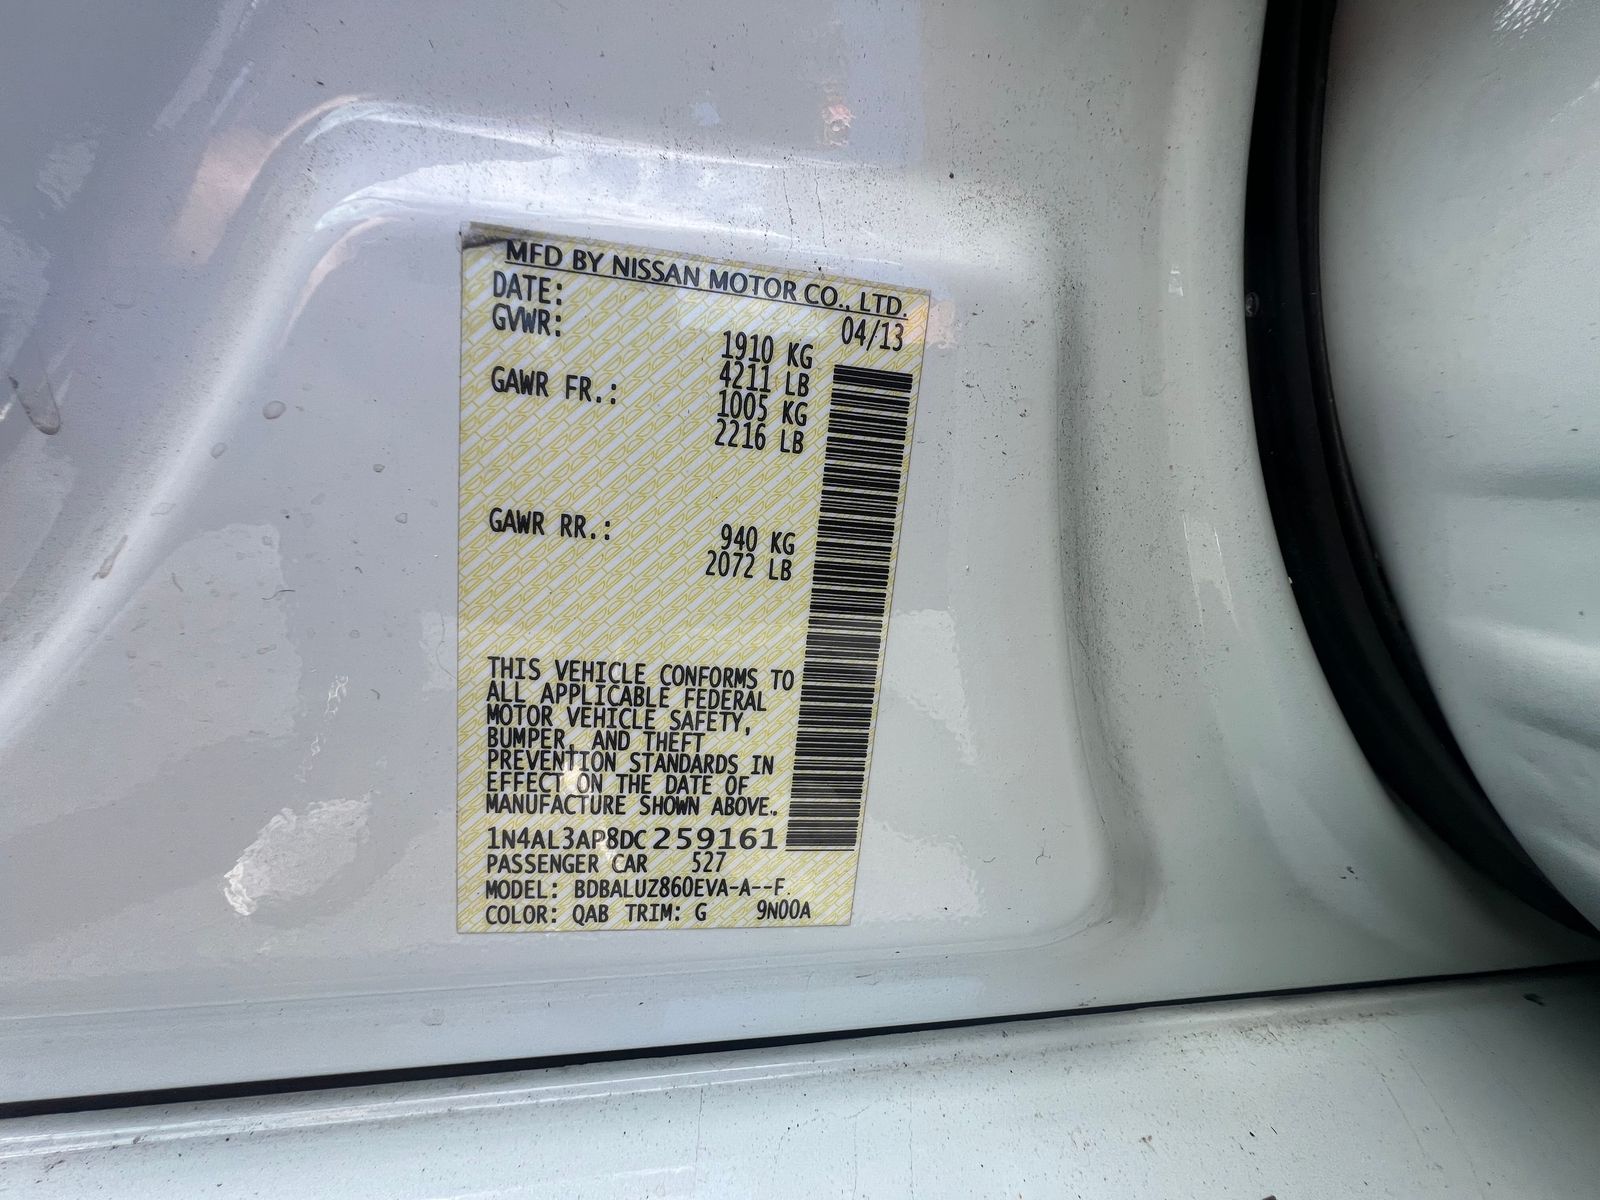 MFD BY NISSAN MOTOR CO., LTD.
DATE: 04/13
GVWR: 1910 KG
4211 LB
GAWR FR.: 1005 KG
2216 LB
GAWR RR.: 940 KG
2072 LB
THIS VEHICLE CONFORMS TO
ALL APPLICABLE FEDERAL
MOTOR VEHICLE SAFETY,
BUMPER, AND THEFT
PREVENTION STANDARDS IN
EFFECT ON THE DATE OF
MANUFACTURE SHOWN ABOVE.
1N4AL3AP8DC259161
PASSENGER CAR 527
MODEL: BDBALUZ860EVA-A--F
COLOR: QAB TRIM: G 9N00A